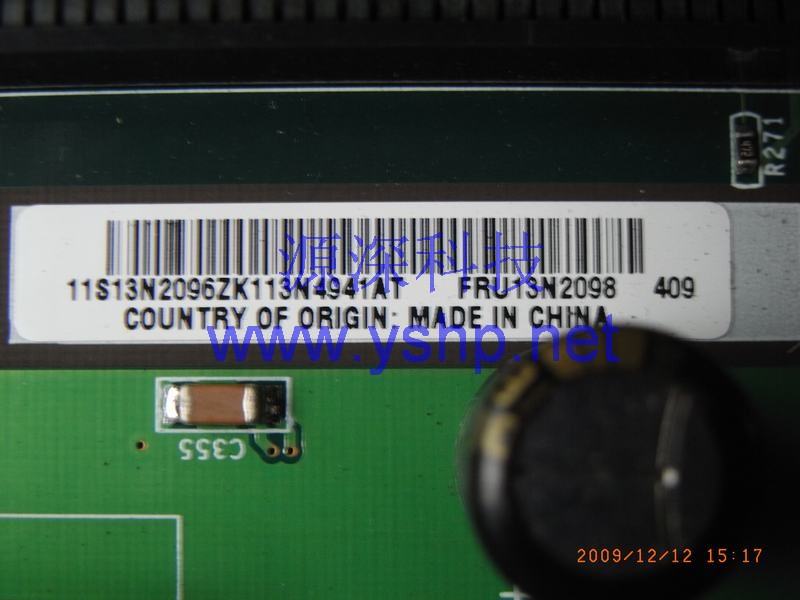 R271
源深科技
11S13N2096ZK113N4941A1 FRU13N2098 409
COUNTRY OF ORIGIN: MADE IN CHINA
www.yshp.net
C355
2009/12/12 15:17